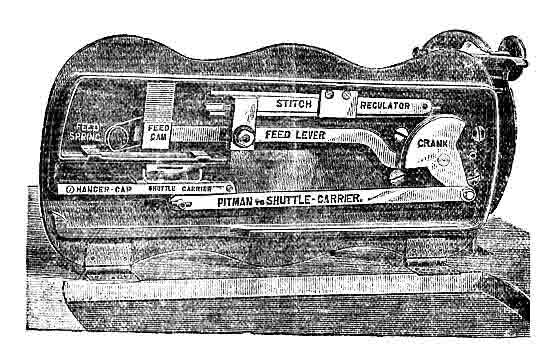 STITCH REGULATOR
FEED SPRING
FEED CAM
FEED LEVER
CRANK
HANGER-CAP
SHUTTLE CARRIER
PITMAN to SHUTTLE-CARRIER.